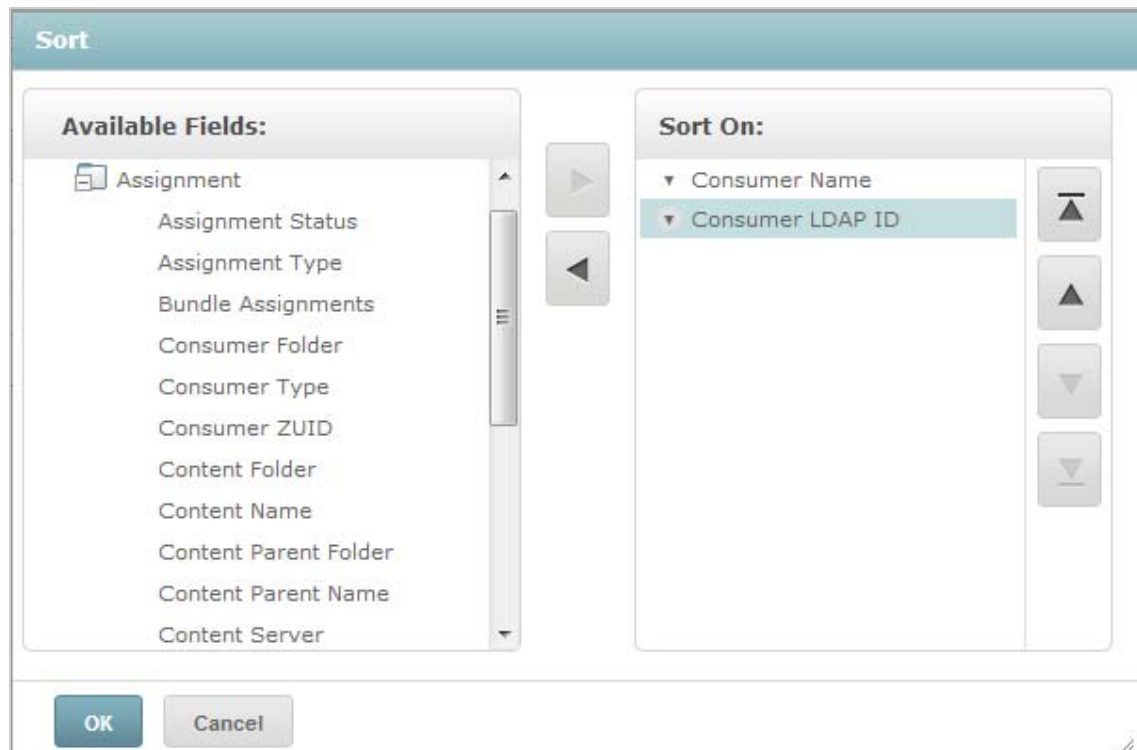 Sort
Available Fields:
Assignment
Assignment Status
Assignment Type
Bundle Assignments
Consumer Folder
Consumer Type
Consumer ZUID
Content Folder
Content Name
Content Parent Folder
Content Parent Name
Content Server
Sort On:
Consumer Name
Consumer LDAP ID
OK
Cancel